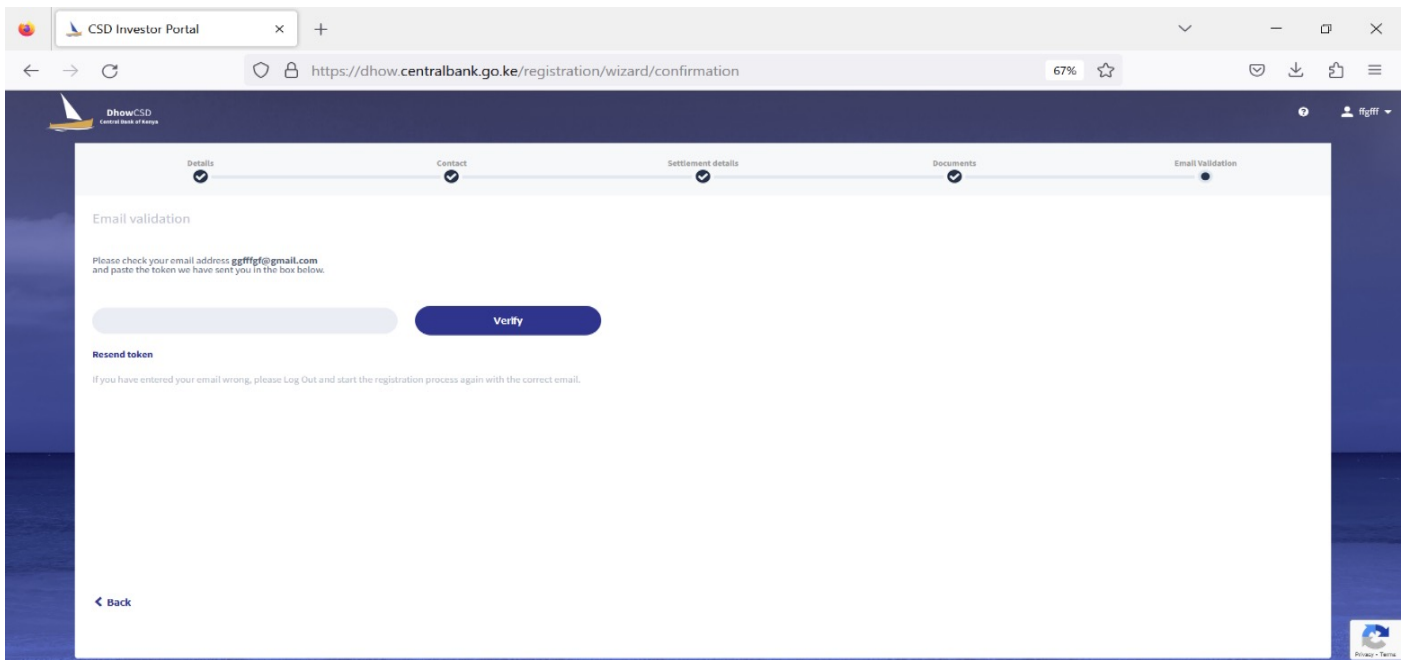 CSD Investor Portal
https://dhow.centralbank.go.ke/registration/wizard/confirmation
67%
DhowCSD
Central Bank of Kenya
ffgfff
Details
Contact
Settlement details
Documents
Email Validation
Email validation
Please check your email address ggfffgf@gmail.com
and paste the token we have sent you in the box below.
Verify
Resend token
If you have entered your email wrong, please Log Out and start the registration process again with the correct email.
Back
Privacy - Terms